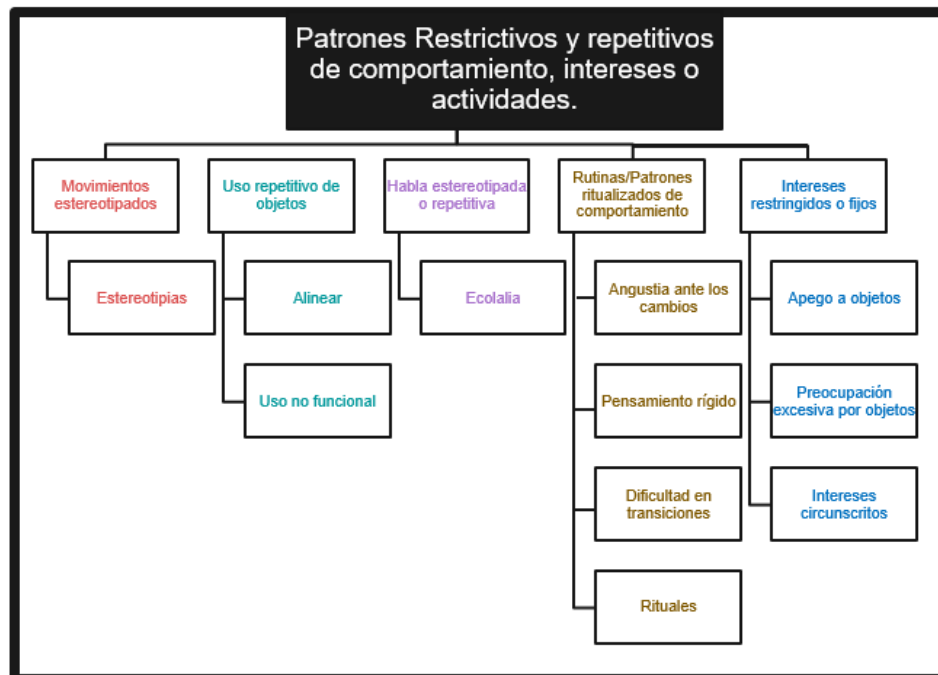 Patrones Restrictivos y repetitivos
de comportamiento, intereses o
actividades.
Movimientos
estereotipados
Estereotipias
Uso repetitivo de
objetos
Alinear
Uso no funcional
Habla estereotipada
o repetitiva
Ecolalia
Rutinas/Patrones
ritualizados de
comportamiento
Angustia ante los
cambios
Pensamiento rígido
Dificultad en
transiciones
Rituales
Intereses
restringidos o fijos
Apego a objetos
Preocupación
excesiva por objetos
Intereses
circunscritos